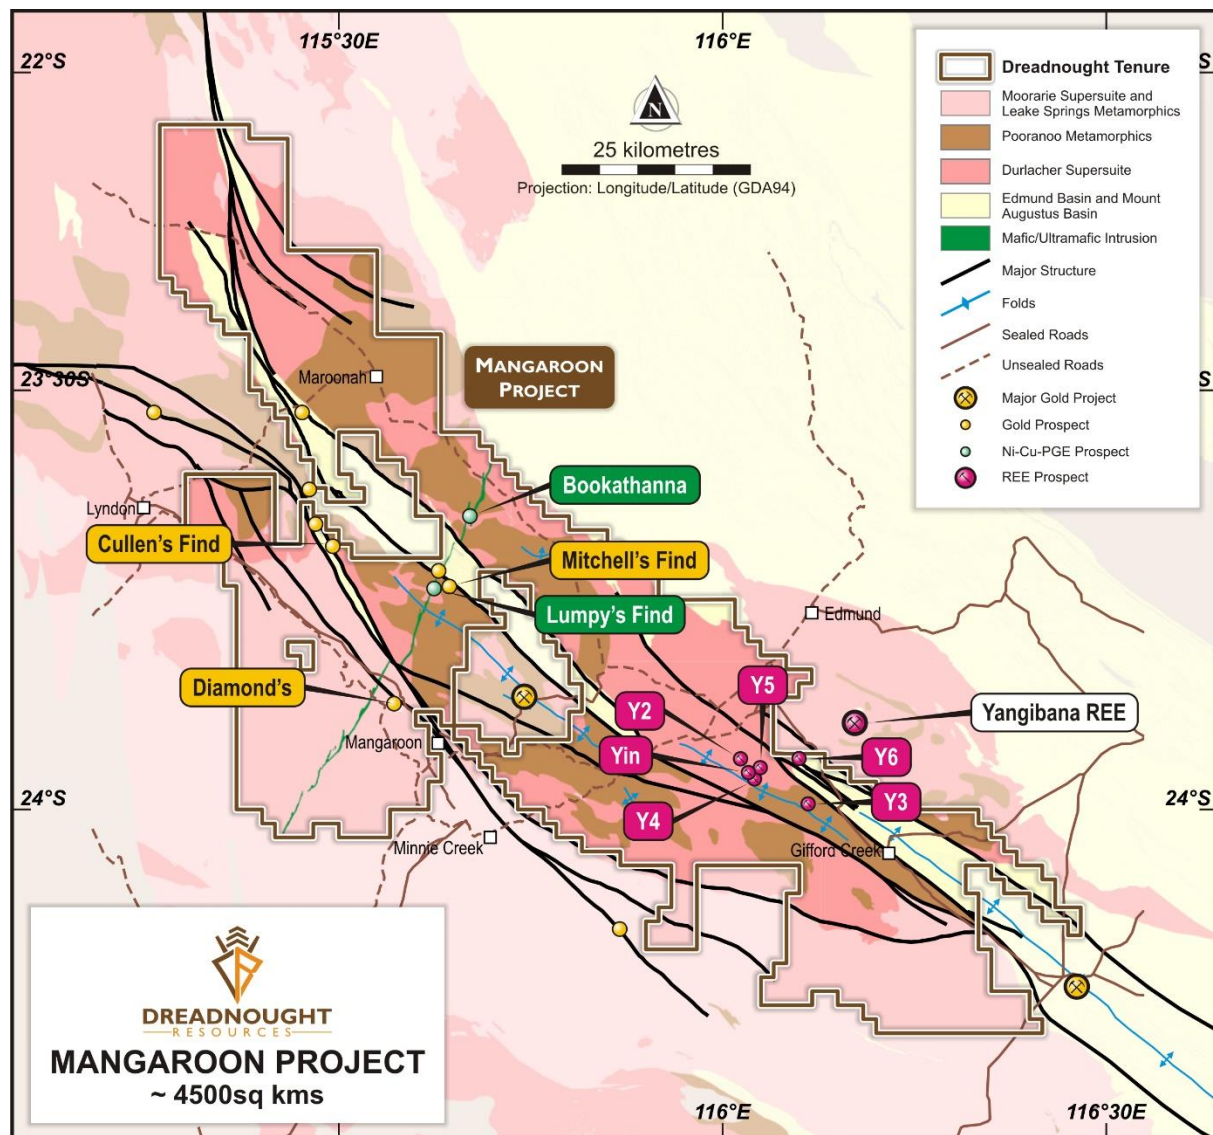 115°30'E
116°E
22°S
S
N
25 kilometres
Projection: Longitude/Latitude (GDA94)
Dreadnought Tenure
Moorarie Supersuite and
Leake Springs Metamorphics
Pooranoo Metamorphics
Durlacher Supersuite
Edmund Basin and Mount
Augustus Basin
Mafic/Ultramafic Intrusion
Major Structure
Folds
Sealed Roads
Unsealed Roads
Major Gold Project
Gold Prospect
Ni-Cu-PGE Prospect
REE Prospect
23°30'S
S
Maroonah
MANGAROON
PROJECT
Bookathanna
Lyndon
Cullen's Find
Mitchell's Find
Lumpy's Find
Edmund
Diamond's
Y5
Y2
Yangibana REE
Mangaroon
Yin
Y6
Y3
24°S
24°S
Y4
Minnie Creek
Gifford Creek
DREADNOUGHT
RESOURCES
MANGAROON PROJECT
~ 4500sq kms
116°E
116°30'E